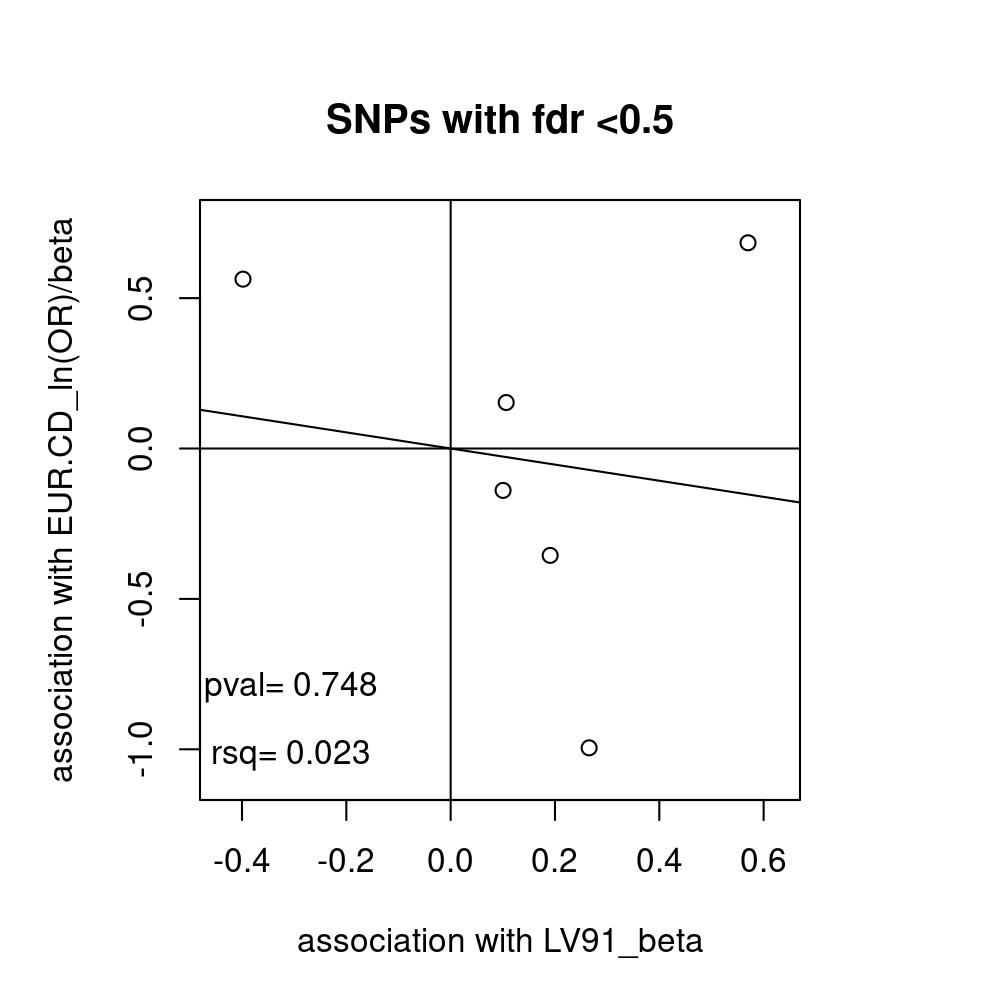 SNPs with fdr <0.5
association with EUR.CD_ln(OR)/beta
0.5
0.0
-0.5
-1.0
pval= 0.748
rsq= 0.023
-0.4 -0.2 0.0 0.2 0.4 0.6
association with LV91_beta